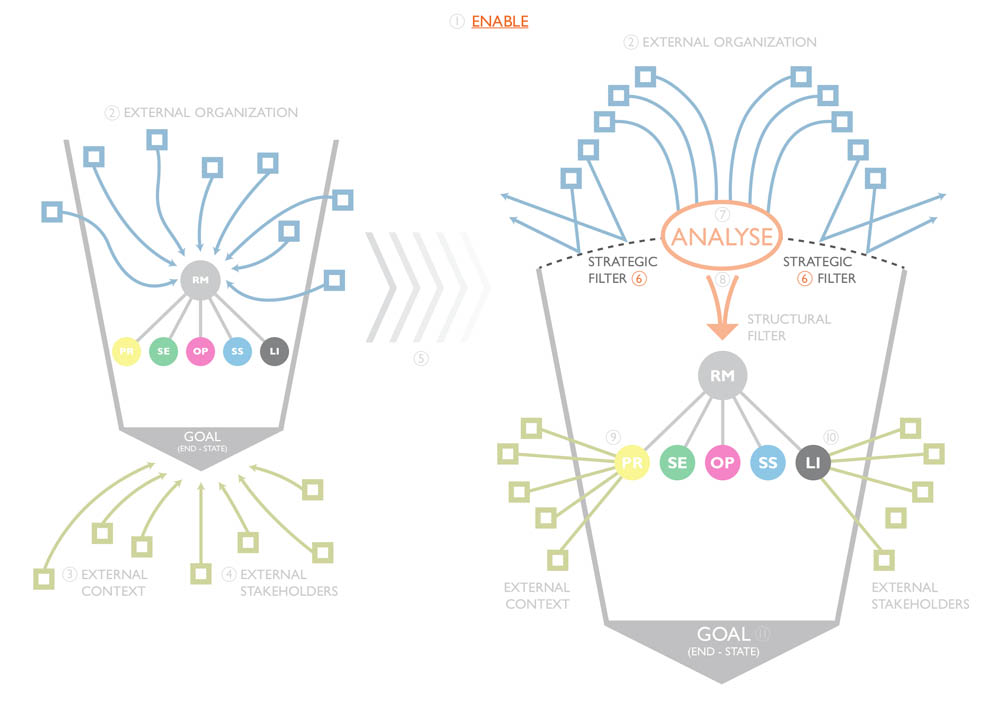 ① ENABLE
② EXTERNAL ORGANIZATION
RM
PR SE OP SS LI
GOAL
(END - STATE)
③ EXTERNAL
CONTEXT
④ EXTERNAL
STAKEHOLDERS
⑤
② EXTERNAL ORGANIZATION
⑦
ANALYSE
STRATEGIC
FILTER ⑥
STRATEGIC
⑥ FILTER
⑧
STRUCTURAL
FILTER
RM
⑨
⑩
PR SE OP SS LI
EXTERNAL
CONTEXT
EXTERNAL
STAKEHOLDERS
GOAL ⑪
(END - STATE)